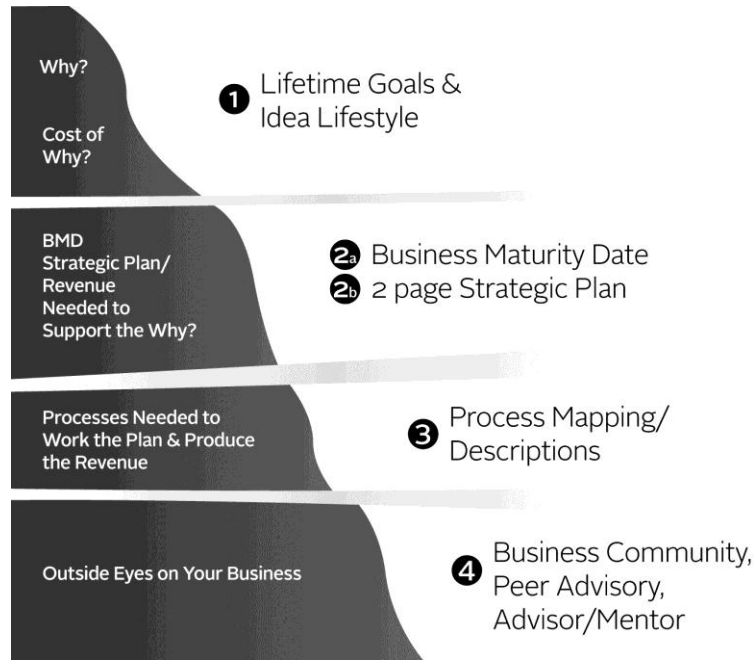 Why?
Cost of
Why?
1 Lifetime Goals &
Idea Lifestyle
BMD
Strategic Plan/
Revenue
Needed to
Support the Why?
2a Business Maturity Date
2b 2 page Strategic Plan
Processes Needed to
Work the Plan & Produce
the Revenue
3 Process Mapping/
Descriptions
Outside Eyes on Your Business
4 Business Community,
Peer Advisory,
Advisor/Mentor